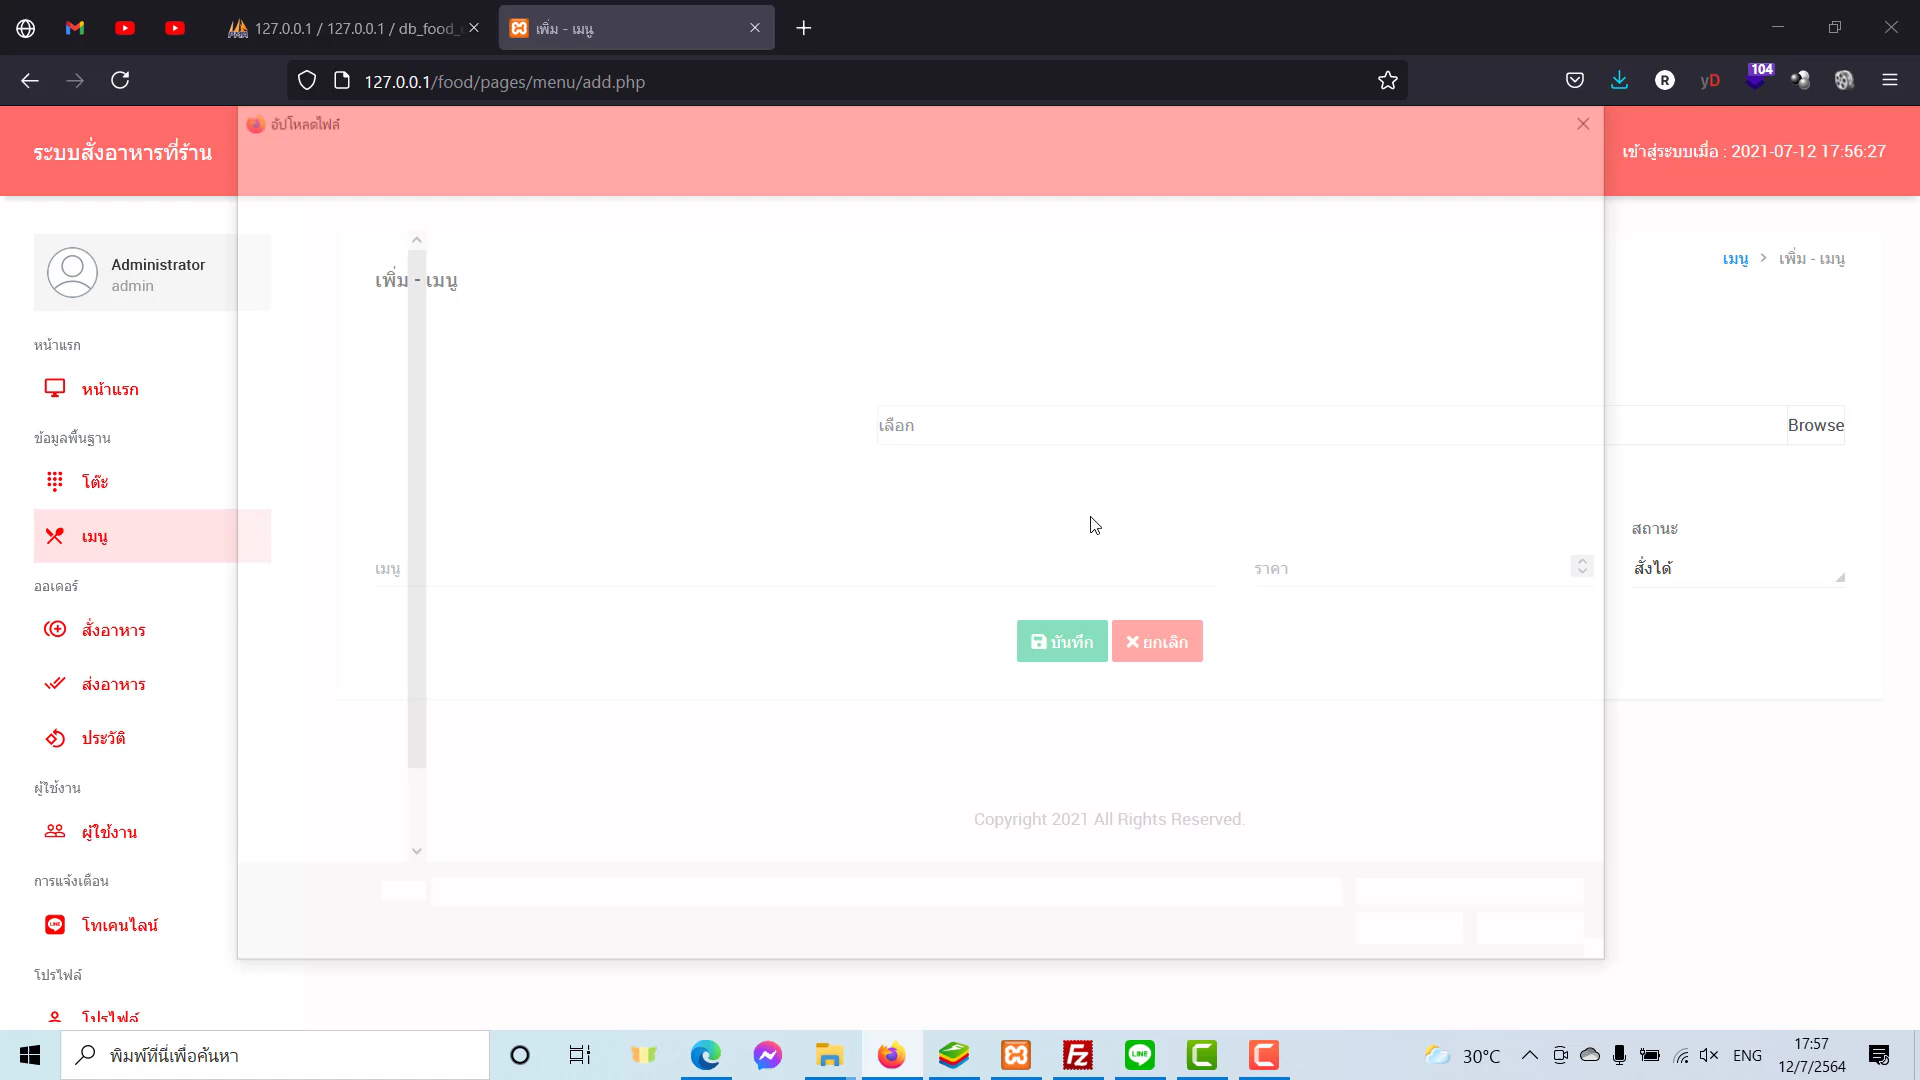 127.0.0.1 / 127.0.0.1 / db_food_
เพิ่ม - เมนู
127.0.0.1/food/pages/menu/add.php
104
yD
R
อัปโหลดไฟล์
ระบบสั่งอาหารที่ร้าน
เข้าสู่ระบบเมื่อ : 2021-07-12 17:56:27
Administrator
admin
เมนู > เพิ่ม - เมนู
เพิ่ม - เมนู
หน้าแรก
หน้าแรก
ข้อมูลพื้นฐาน
เลือก
Browse
โต๊ะ
เมนู
สถานะ
เมนู
ราคา
สั่งได้
ออเดอร์
สั่งอาหาร
บันทึก
ยกเลิก
ส่งอาหาร
ประวัติ
ผู้ใช้งาน
ผู้ใช้งาน
Copyright 2021 All Rights Reserved.
การแจ้งเตือน
LINE
โทเคนไลน์
โปรไฟล์
โปรไฟล์
พิมพ์ที่นี่เพื่อค้นหา
Fz
LINE
30°C
ENG
17:57
12/7/2564